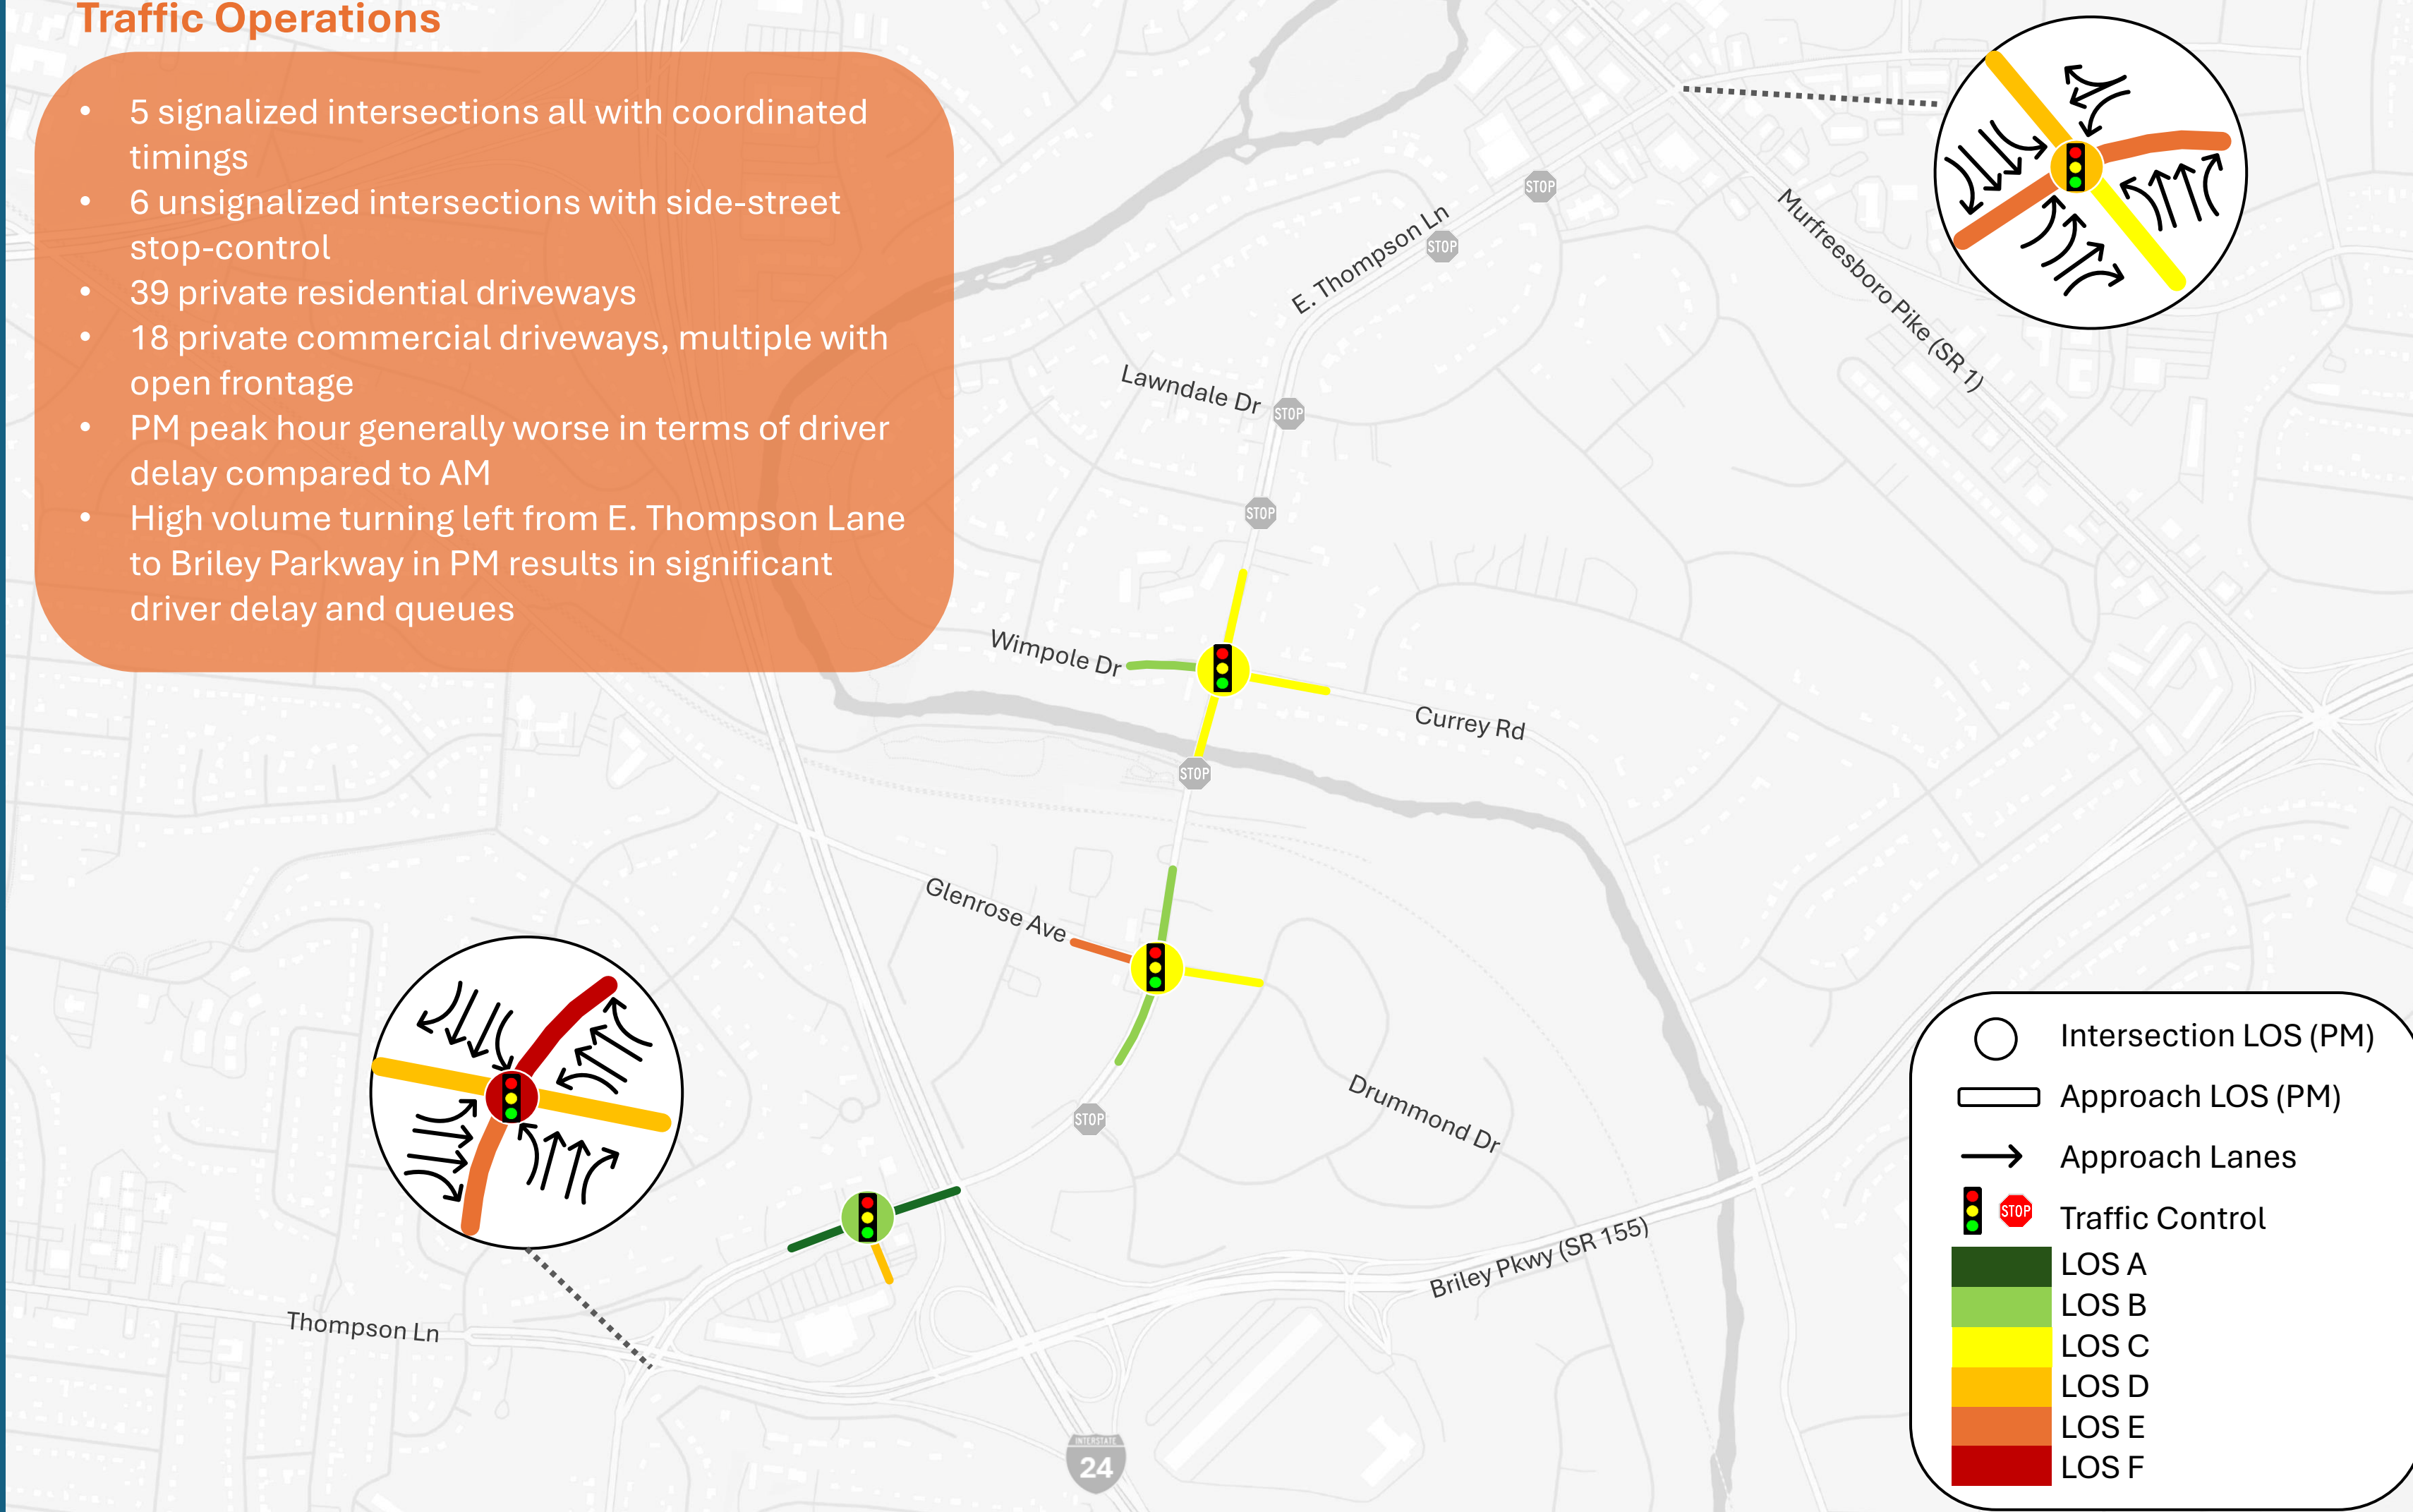 Traffic Operations
• 5 signalized intersections all with coordinated
timings
• 6 unsignalized intersections with side-street
stop-control
• 39 private residential driveways
• 18 private commercial driveways, multiple with
open frontage
• PM peak hour generally worse in terms of driver
delay compared to AM
• High volume turning left from E. Thompson Lane
to Briley Parkway in PM results in significant
driver delay and queues
STOP
STOP
E. Thompson Ln
Murfreesboro Pike (SR 1)
Lawndale Dr
STOP
STOP
Wimpole Dr
Currey Rd
STOP
Glenrose Ave
Drummond Dr
STOP
Briley Pkwy (SR 155)
Thompson Ln
INTERSTATE
24
Intersection LOS (PM)
Approach LOS (PM)
Approach Lanes
STOP
Traffic Control
LOS A
LOS B
LOS C
LOS D
LOS E
LOS F